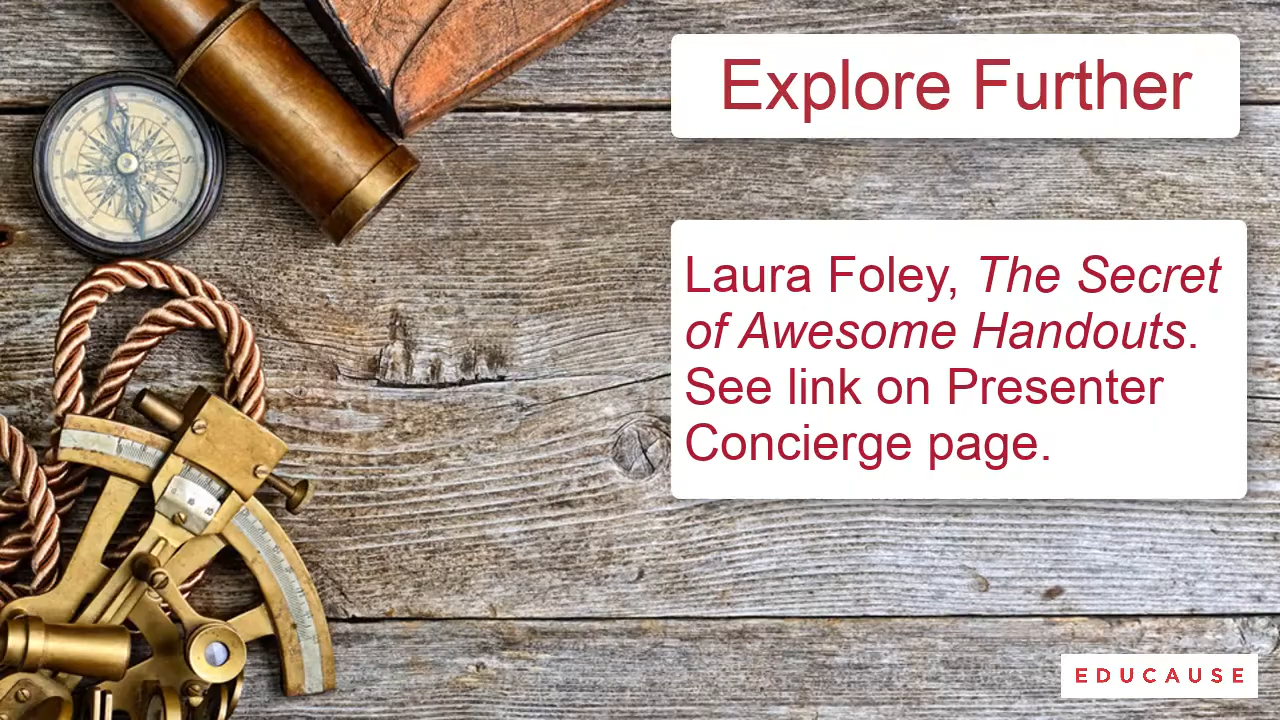 Explore Further
Laura Foley, The Secret
of Awesome Handouts.
See link on Presenter
Concierge page.
EDUCAUSE